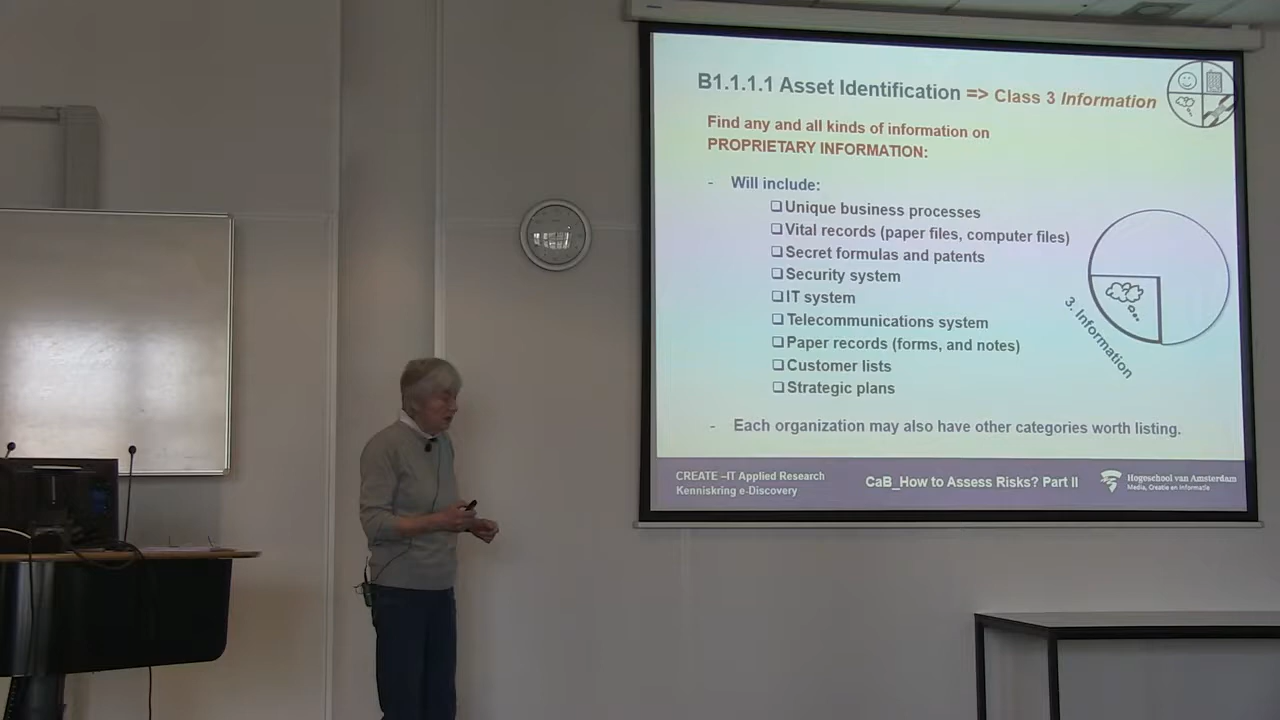 B1.1.1.1 Asset Identification => Class 3 Information
Find any and all kinds of information on
PROPRIETARY INFORMATION:
- Will include:
❑Unique business processes
❑Vital records (paper files, computer files)
❑Secret formulas and patents
❑Security system
❑IT system
❑Telecommunications system
❑Paper records (forms, and notes)
❑Customer lists
❑Strategic plans
3. Information
- Each organization may also have other categories worth listing.
CREATE –IT Applied Research
Kenniskring e-Discovery
CaB_How to Assess Risks? Part II
Hogeschool van Amsterdam
Media, Creatie en Informatie